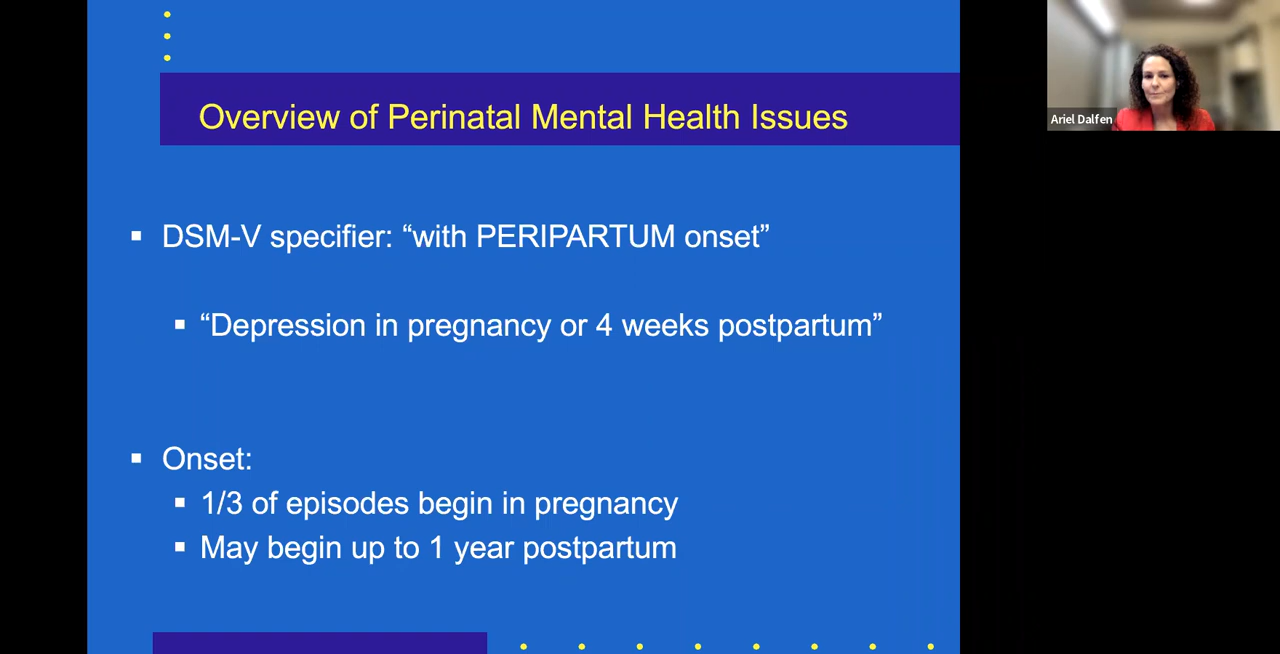 Overview of Perinatal Mental Health Issues
▪ DSM-V specifier: “with PERIPARTUM onset”
▪ “Depression in pregnancy or 4 weeks postpartum”
▪ Onset:
▪ 1/3 of episodes begin in pregnancy
▪ May begin up to 1 year postpartum
Ariel Dalfen